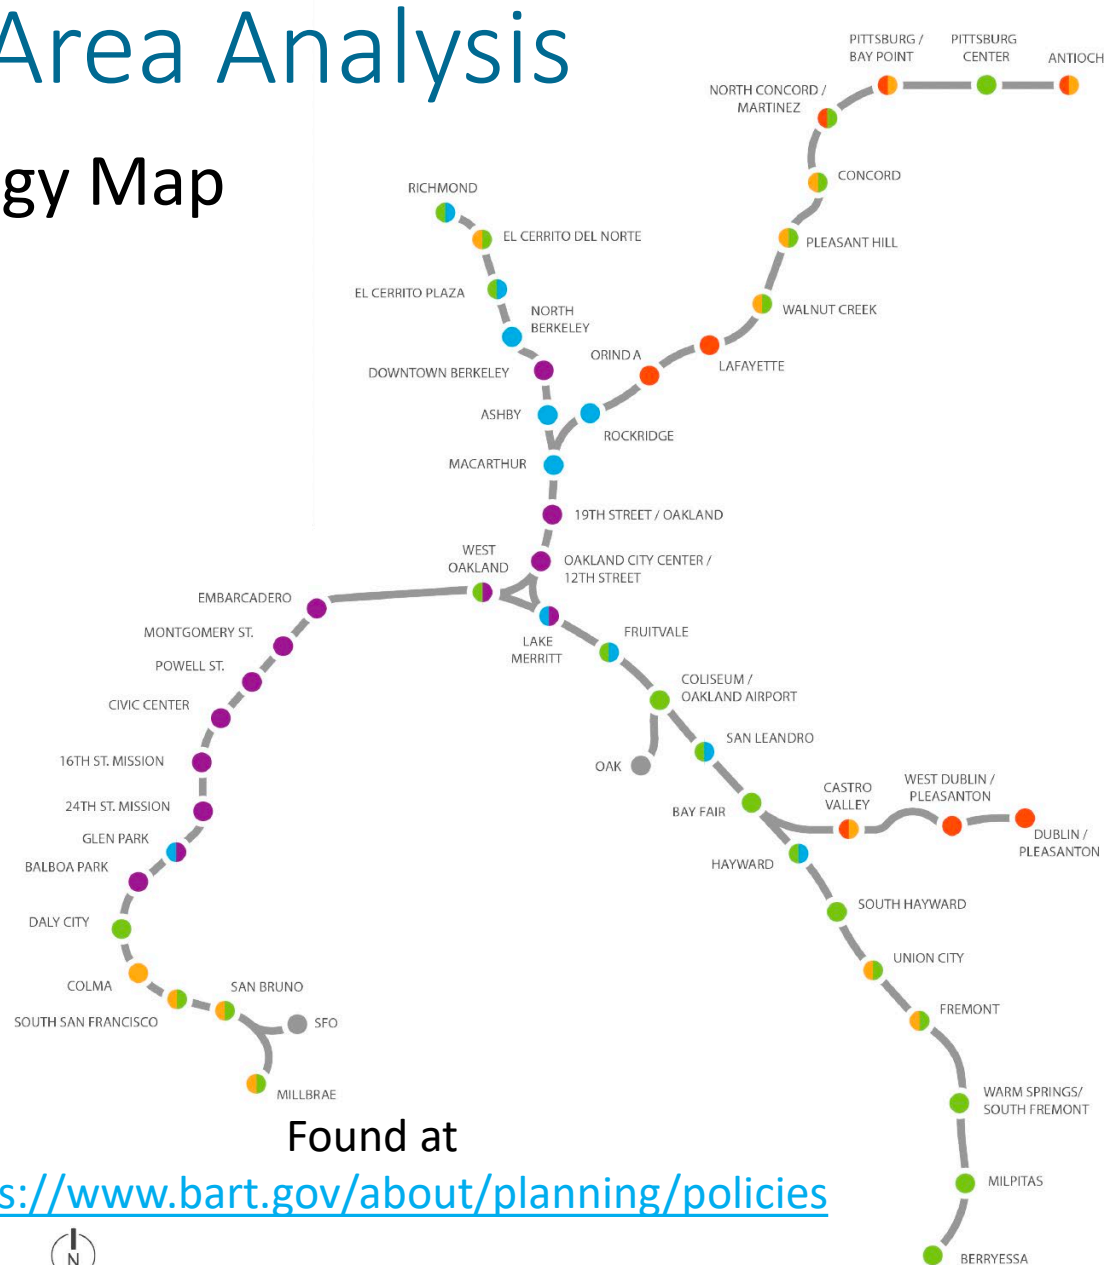 Area Analysis
gy Map
PITTSBURG /
BAY POINT
PITTSBURG
CENTER
ANTIOCH
NORTH CONCORD /
MARTINEZ
CONCORD
RICHMOND
EL CERRITO DEL NORTE
PLEASANT HILL
EL CERRITO PLAZA
NORTH
BERKELEY
WALNUT CREEK
ORIND A
LAFAYETTE
DOWNTOWN BERKELEY
ASHBY
ROCKRIDGE
MACARTHUR
19TH STREET / OAKLAND
WEST
OAKLAND
OAKLAND CITY CENTER /
12TH STREET
EMBARCADERO
MONTGOMERY ST.
LAKE
MERRITT
FRUITVALE
POWELL ST.
COLISEUM /
OAKLAND AIRPORT
CIVIC CENTER
SAN LEANDRO
16TH ST. MISSION
OAK
24TH ST. MISSION
BAY FAIR
CASTRO
VALLEY
WEST DUBLIN /
PLEASANTON
GLEN PARK
DUBLIN /
PLEASANTON
BALBOA PARK
HAYWARD
DALY CITY
SOUTH HAYWARD
UNION CITY
COLMA
SAN BRUNO
SOUTH SAN FRANCISCO
SFO
FREMONT
MILLBRAE
WARM SPRINGS/
SOUTH FREMONT
Found at
s://www.bart.gov/about/planning/policies
MILPITAS
N
BERRYESSA